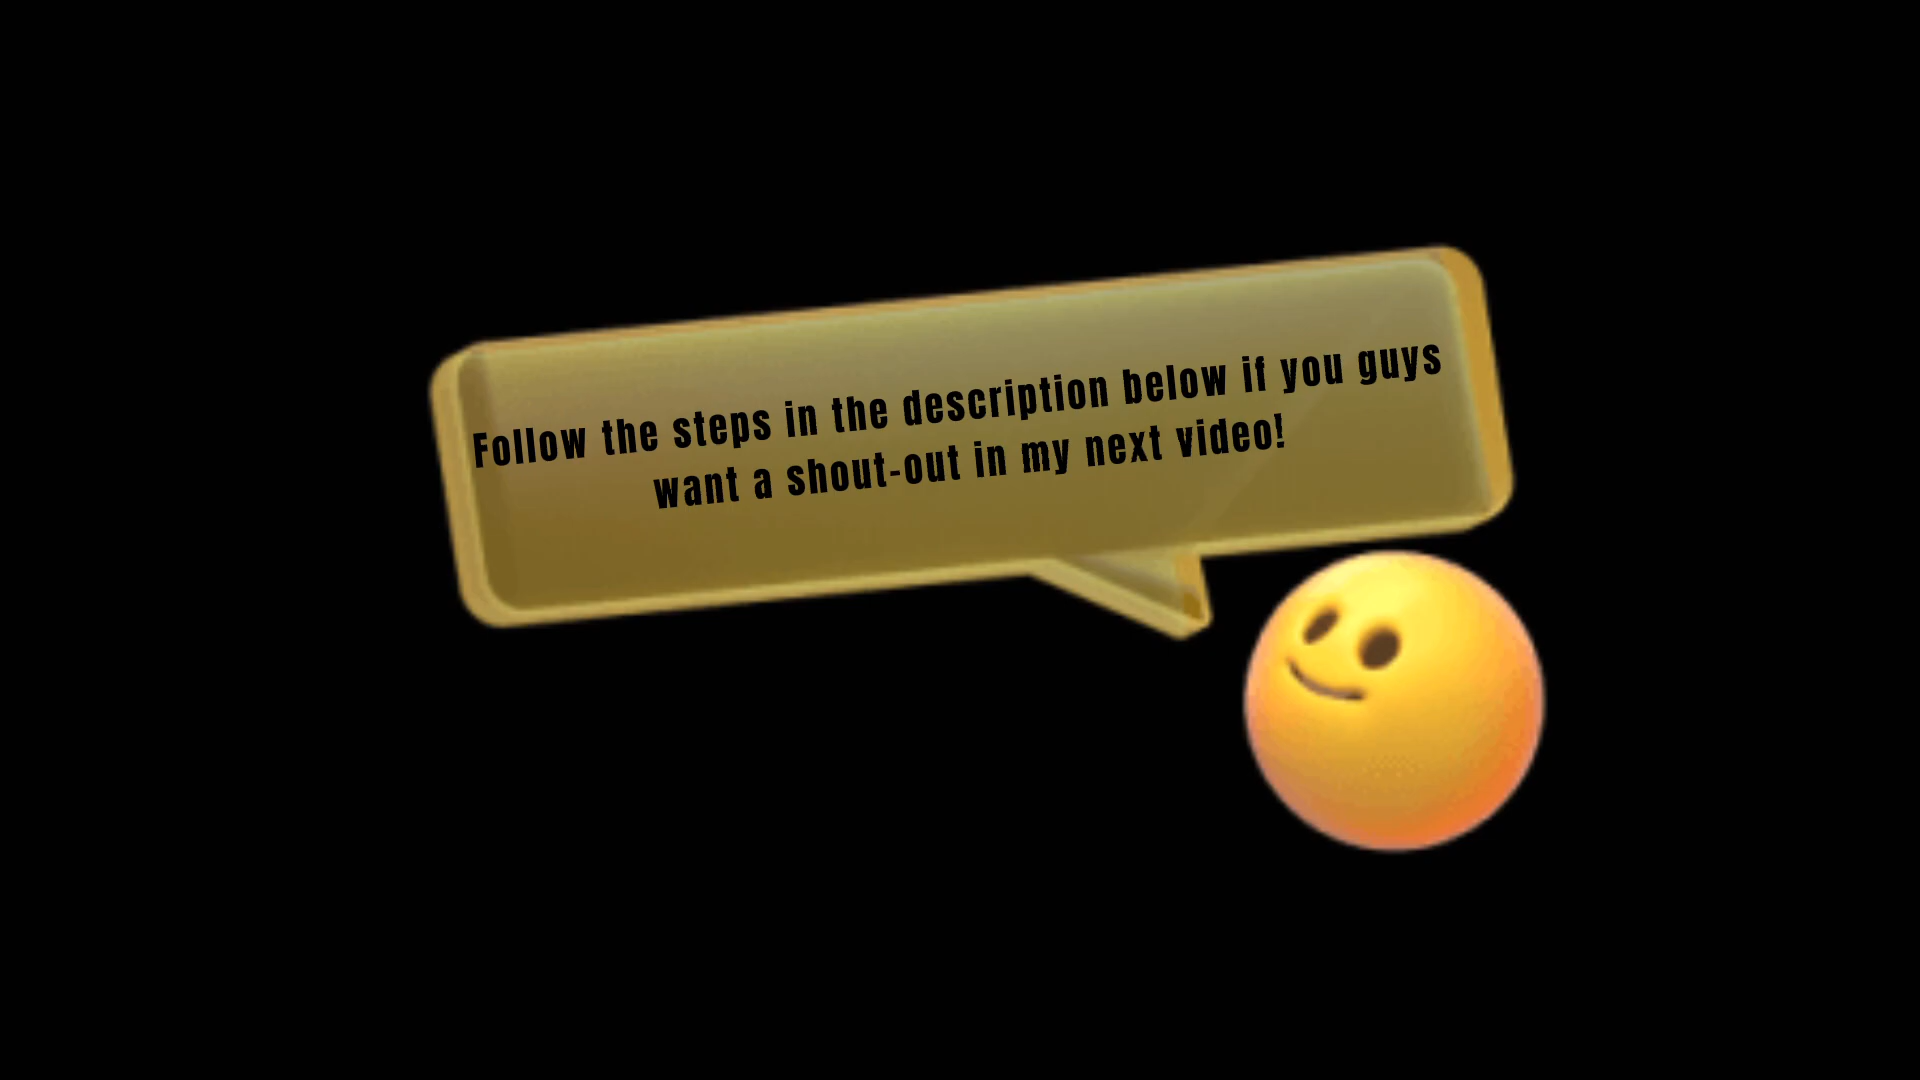 Follow the steps in the description below if you guys
want a shout-out in my next video!